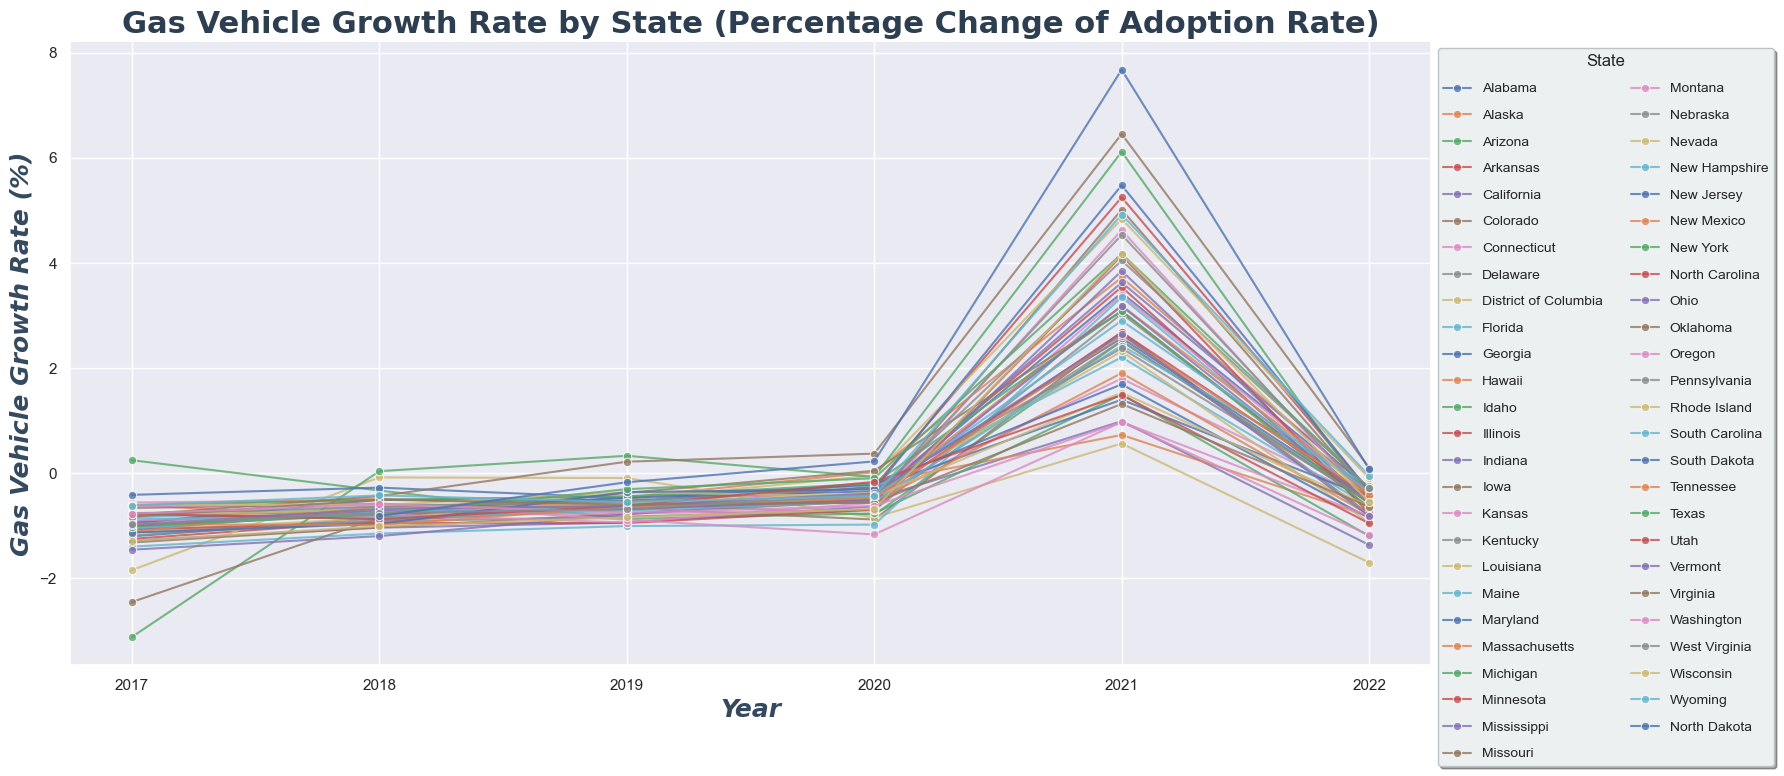 Gas Vehicle Growth Rate by State (Percentage Change of Adoption Rate)
Gas Vehicle Growth Rate (%)
8
6
4
2
0
−2
2017
2018
2019
2020
2021
2022
Year
State
Alabama
Alaska
Arizona
Arkansas
California
Colorado
Connecticut
Delaware
District of Columbia
Florida
Georgia
Hawaii
Idaho
Illinois
Indiana
Iowa
Kansas
Kentucky
Louisiana
Maine
Maryland
Massachusetts
Michigan
Minnesota
Mississippi
Missouri
Montana
Nebraska
Nevada
New Hampshire
New Jersey
New Mexico
New York
North Carolina
Ohio
Oklahoma
Oregon
Pennsylvania
Rhode Island
South Carolina
South Dakota
Tennessee
Texas
Utah
Vermont
Virginia
Washington
West Virginia
Wisconsin
Wyoming
North Dakota